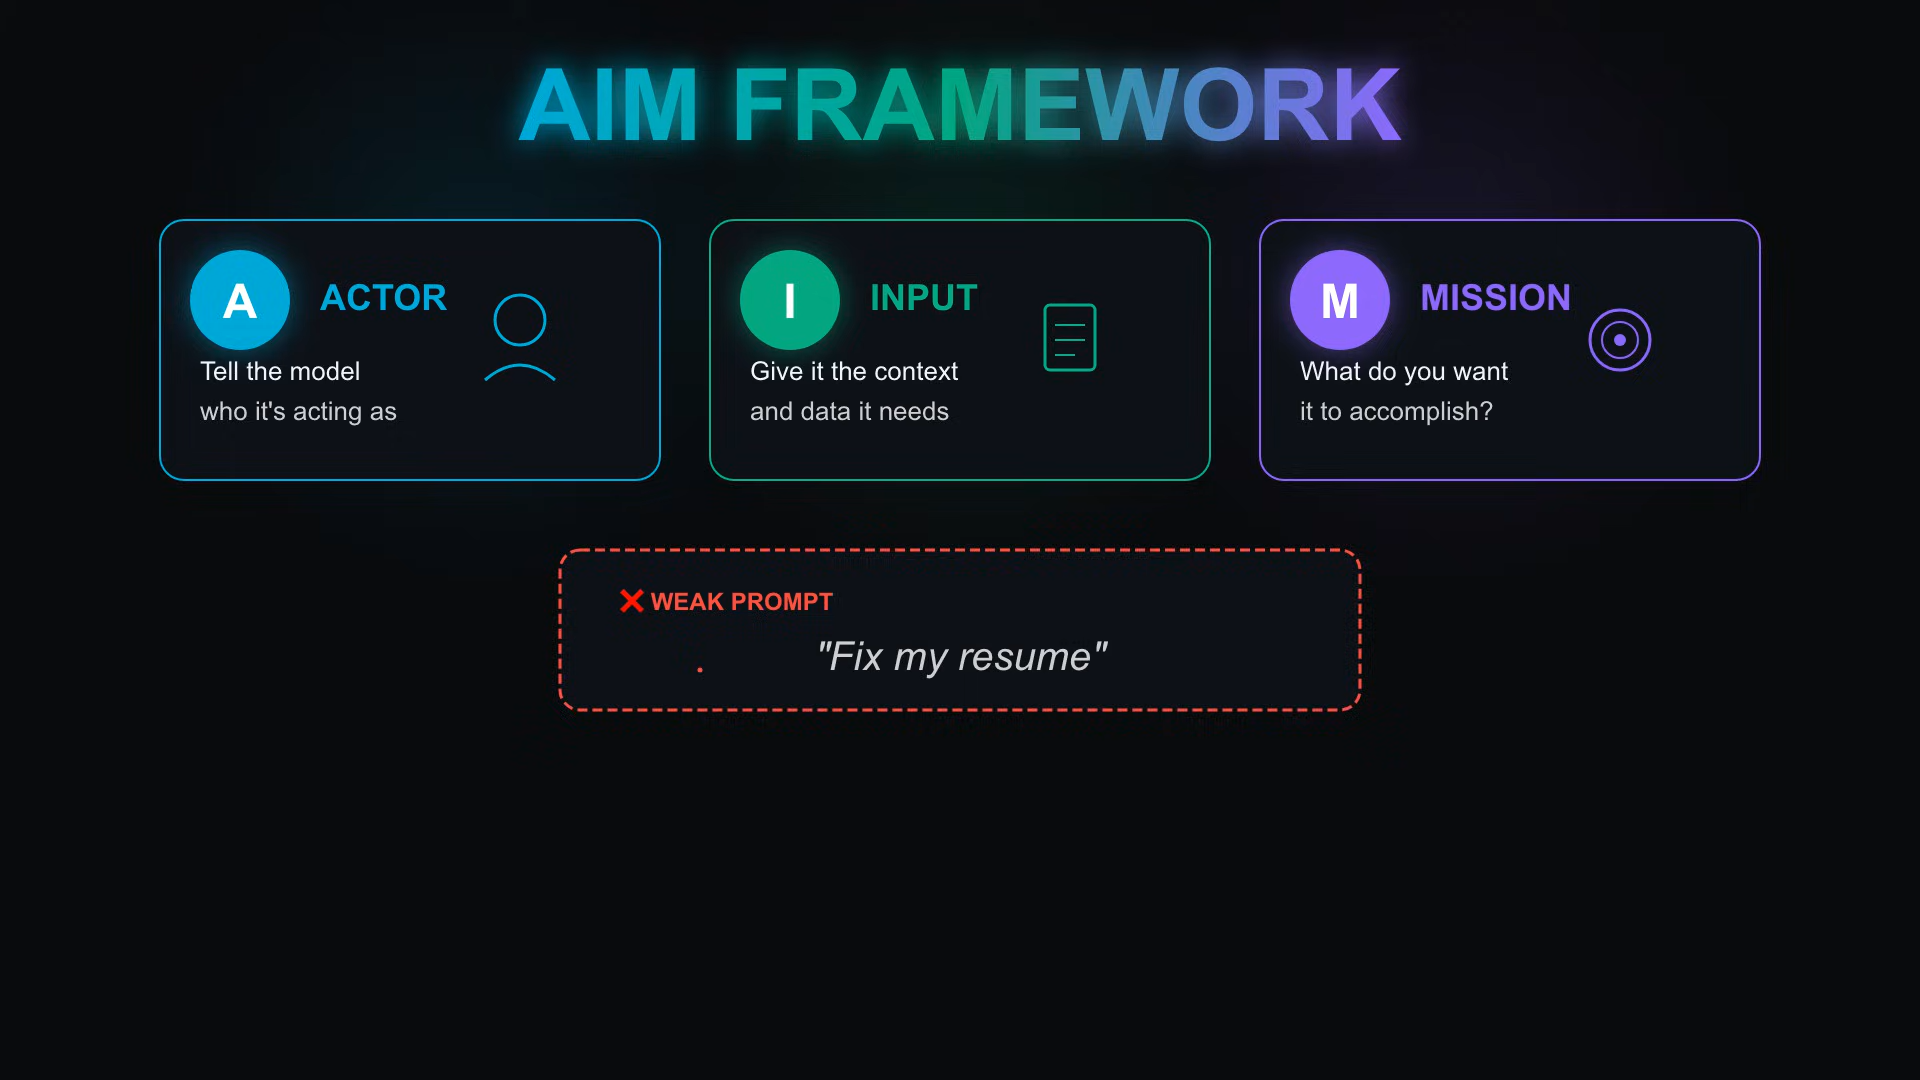 AIM FRAMEWORK
A
ACTOR
Tell the model
who it's acting as
I
INPUT
Give it the context
and data it needs
M
MISSION
What do you want
it to accomplish?
❌ WEAK PROMPT
"Fix my resume"